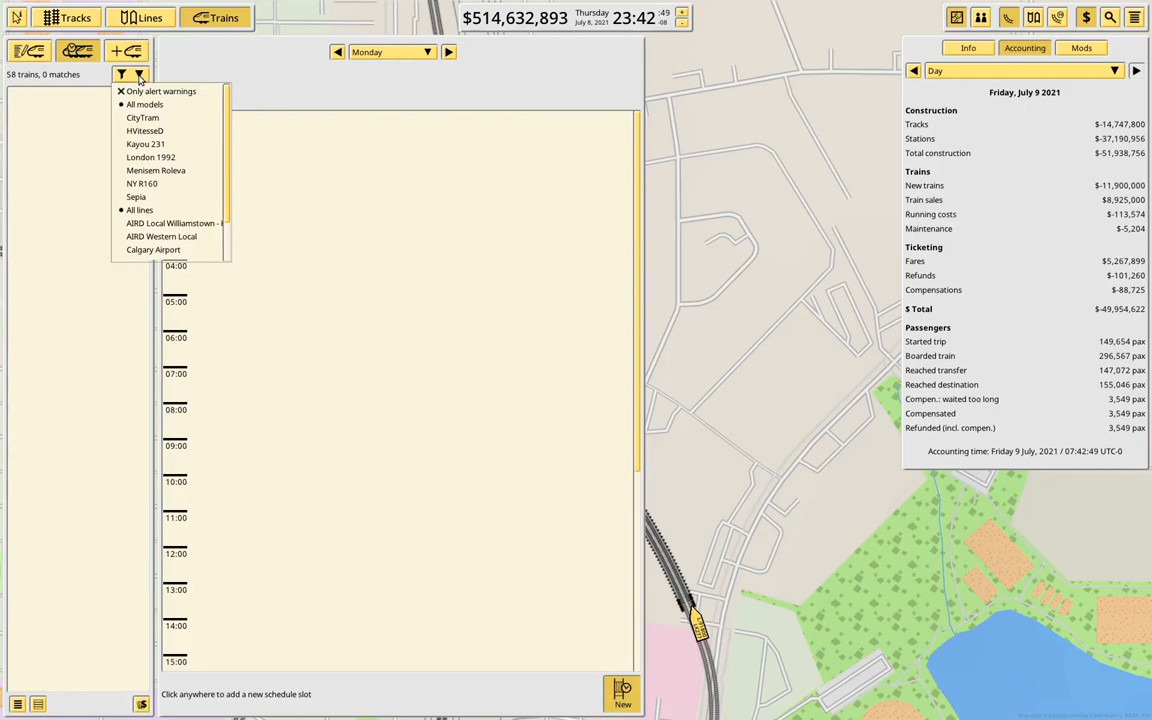 Tracks
Lines
Trains
$514,632,893
Thursday
July 8, 2021
23:42
:49
-08
+
-
58 trains, 0 matches
Only alert warnings
All models
CityTram
HVitesseD
Kayou 231
London 1992
Menisem Roleva
NY R160
Sepia
All lines
AIRD Local Williamstown -
AIRD Western Local
Calgary Airport
Monday
04:00
05:00
06:00
07:00
08:00
09:00
10:00
11:00
12:00
13:00
14:00
15:00
Click anywhere to add a new schedule slot
New
Info
Accounting
Mods
Day
Friday, July 9 2021
Construction
Tracks $-14,747,800
Stations $-37,190,956
Total construction $-51,938,756
Trains
New trains $-11,900,000
Train sales $8,925,000
Running costs $-113,574
Maintenance $-5,204
Ticketing
Fares $5,267,899
Refunds $-101,260
Compensations $-88,725
$ Total $-49,954,622
Passengers
Started trip 149,654 pax
Boarded train 296,567 pax
Reached transfer 147,072 pax
Reached destination 155,046 pax
Compen.: waited too long 3,549 pax
Compensated 3,549 pax
Refunded (incl. compen.) 3,549 pax
Accounting time: Friday 9 July, 2021 / 07:42:49 UTC-0